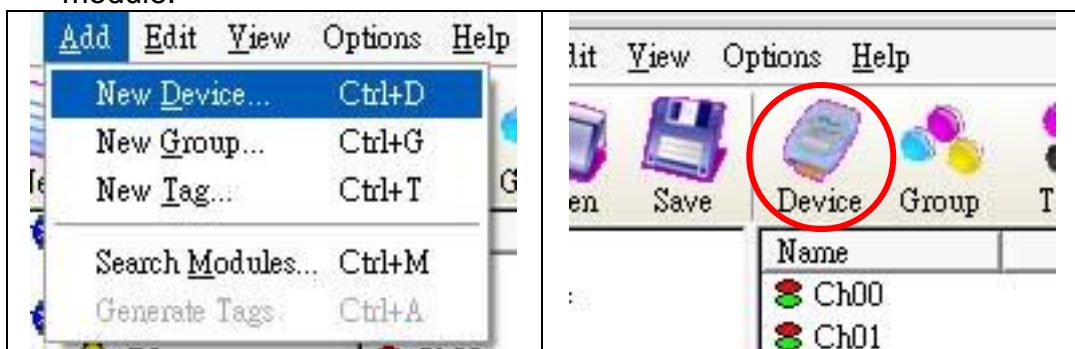 module.
Add Edit View Options Help
New Device... Ctrl+D
New Group... Ctrl+G
New Tag... Ctrl+T
Search Modules... Ctrl+M
Generate Tags Ctrl+A
View Options Help
Save Device Group
Name
Ch00
Ch01